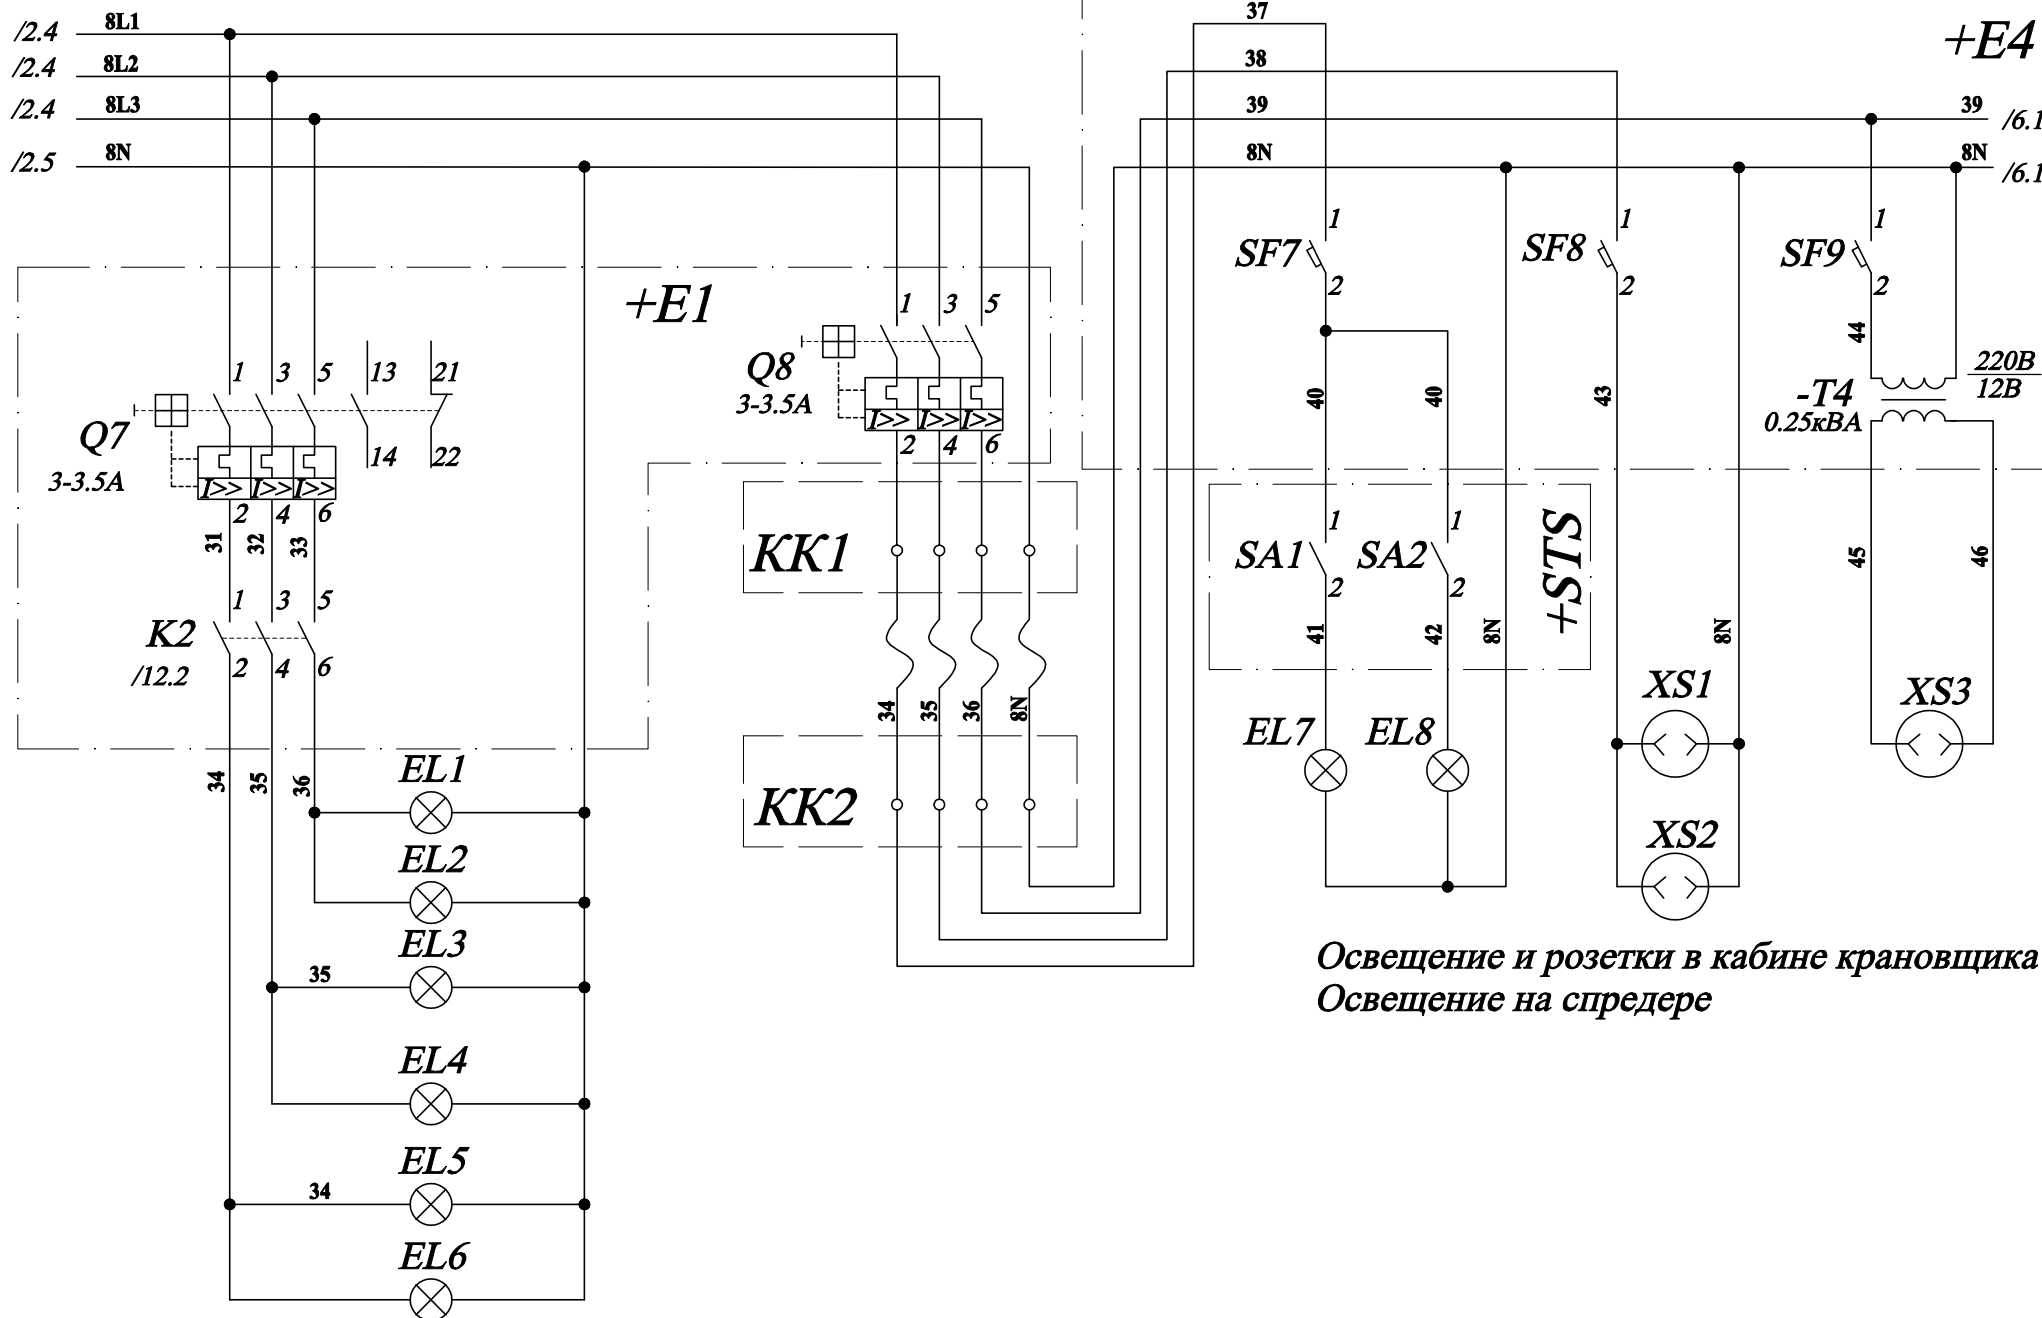 /2.4 8L1 37
/2.4 8L2 38
/2.4 8L3 39 39 /6.1
/2.5 8N 8N 8N /6.1
+E4
SF7 1 2
SF8 1 2
SF9 1 2
+E1
1 3 5
Q8
3-3.5A
I>> I>> I>>
2 4 6
1 3 5 13 21
Q7
3-3.5A
I>> I>> I>>
14 22
2 4 6
31 32 33
40 40 43 44
-T4
0.25кВА
220В
12В
1 3 5
K2
/12.2
2 4 6
KK1
34 35 36 8N
KK2
SA1 1 2
SA2 1 2
+STS
41 42 8N 8N
45 46
EL7 EL8
XS1
XS2
XS3
34 35 36
EL1
EL2
EL3
35
EL4
EL5
34
EL6
Освещение и розетки в кабине крановщика
Освещение на спредере